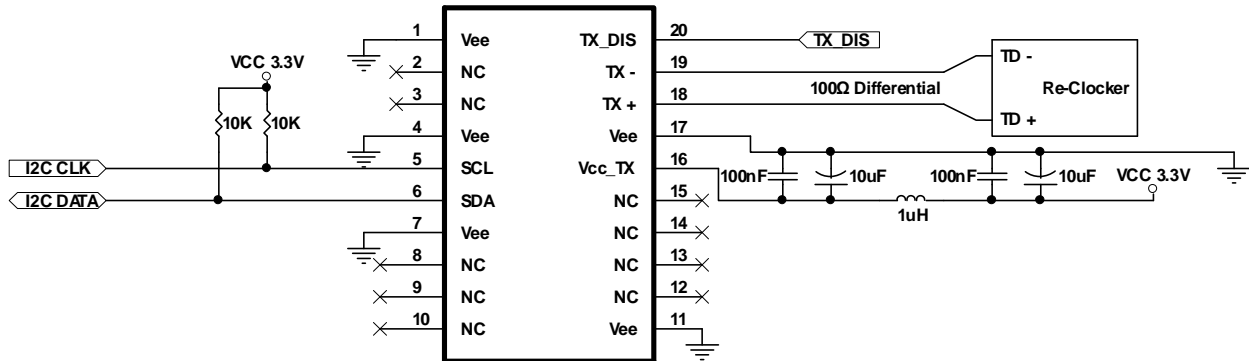 1 Vee TX_DIS 20 TX_DIS
VCC 3.3V 2 NC TX - 19 TD -
100Ω Differential Re-Clocker
3 NC TX + 18 TD +
10K 10K
4 Vee Vee 17
I2C CLK 5 SCL Vcc_TX 16 100nF 10uF 100nF 10uF VCC 3.3V
I2C DATA 6 SDA NC 15
1uH
7 Vee NC 14
8 NC NC 13
9 NC NC 12
10 NC Vee 11